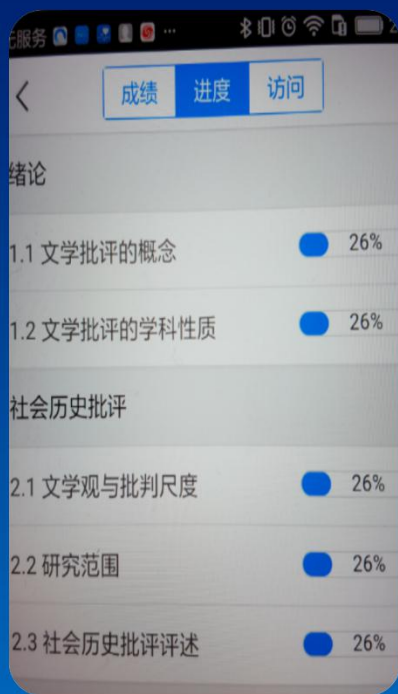 服务
成绩 进度 访问
绪论
1.1 文学批评的概念 26%
1.2 文学批评的学科性质 26%
社会历史批评
2.1 文学观与批判尺度 26%
2.2 研究范围 26%
2.3 社会历史批评评述 26%